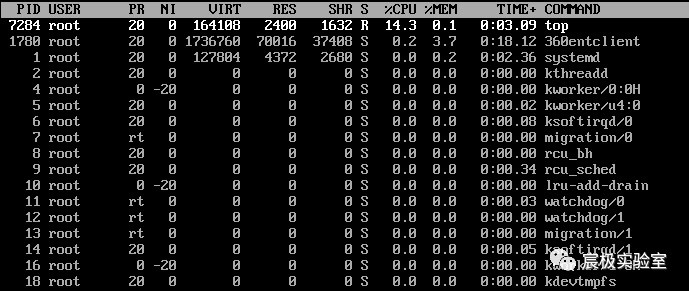 PID USER PR NI VIRT RES SHR S %CPU %MEM TIME+ COMMAND
7284 root 20 0 164108 2400 1632 R 14.3 0.1 0:03.09 top
1780 root 20 0 1736760 70016 37408 S 0.2 3.7 0:18.12 360entclient
1 root 20 0 127804 4372 2680 S 0.0 0.2 0:02.36 systemd
2 root 20 0 0 0 0 S 0.0 0.0 0:00.00 kthreadd
4 root 0 -20 0 0 0 S 0.0 0.0 0:00.00 kworker/0:0H
5 root 20 0 0 0 0 S 0.0 0.0 0:00.02 kworker/u4:0
6 root 20 0 0 0 0 S 0.0 0.0 0:00.08 ksoftirqd/0
7 root rt 0 0 0 0 S 0.0 0.0 0:00.00 migration/0
8 root 20 0 0 0 0 S 0.0 0.0 0:00.00 rcu_bh
9 root 20 0 0 0 0 S 0.0 0.0 0:00.34 rcu_sched
10 root 0 -20 0 0 0 S 0.0 0.0 0:00.00 lru-add-drain
11 root rt 0 0 0 0 S 0.0 0.0 0:00.03 watchdog/0
12 root rt 0 0 0 0 S 0.0 0.0 0:00.00 watchdog/1
13 root rt 0 0 0 0 S 0.0 0.0 0:00.00 migration/1
14 root 20 0 0 0 0 S 0.0 0.0 0:00.05 ksoftirqd/1
16 root 0 -20 0 0 0 S 0.0 0.0 0:00.00
18 root 20 0 0 0 0 S 0.0 0.0 0:00.00 kdevtmpfs
宸极实验室